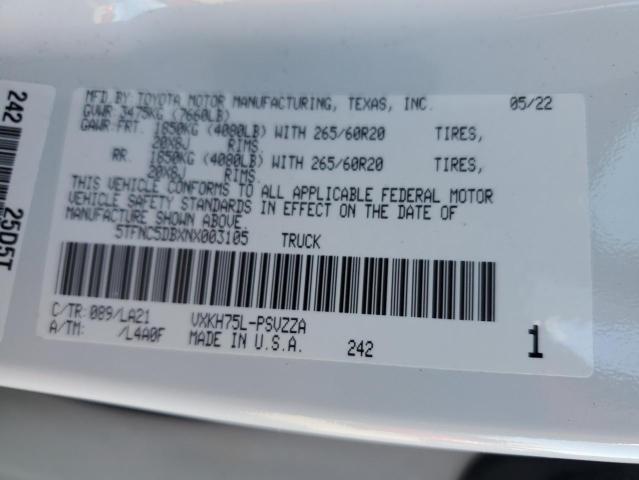 MFD.BY:TOYOTA MOTOR MANUFACTURING, TEXAS, INC. 05/22
GVWR 3475KG (7660LB)
GAWR:FRT. 1850KG (4080LB) WITH 265/60R20 TIRES,
20X8J RIMS.
RR. 1850KG (4080LB) WITH 265/60R20 TIRES,
20X8J RIMS.
THIS VEHICLE CONFORMS TO ALL APPLICABLE FEDERAL MOTOR
VEHICLE SAFETY STANDARDS IN EFFECT ON THE DATE OF
MANUFACTURE SHOWN ABOVE.
5TFNC5DBXNX003105 TRUCK
C/TR: 089/LA21 VXKH75L-PSVZZA
A/TM: /L4A0F MADE IN U.S.A. 242 1
242 25D5T